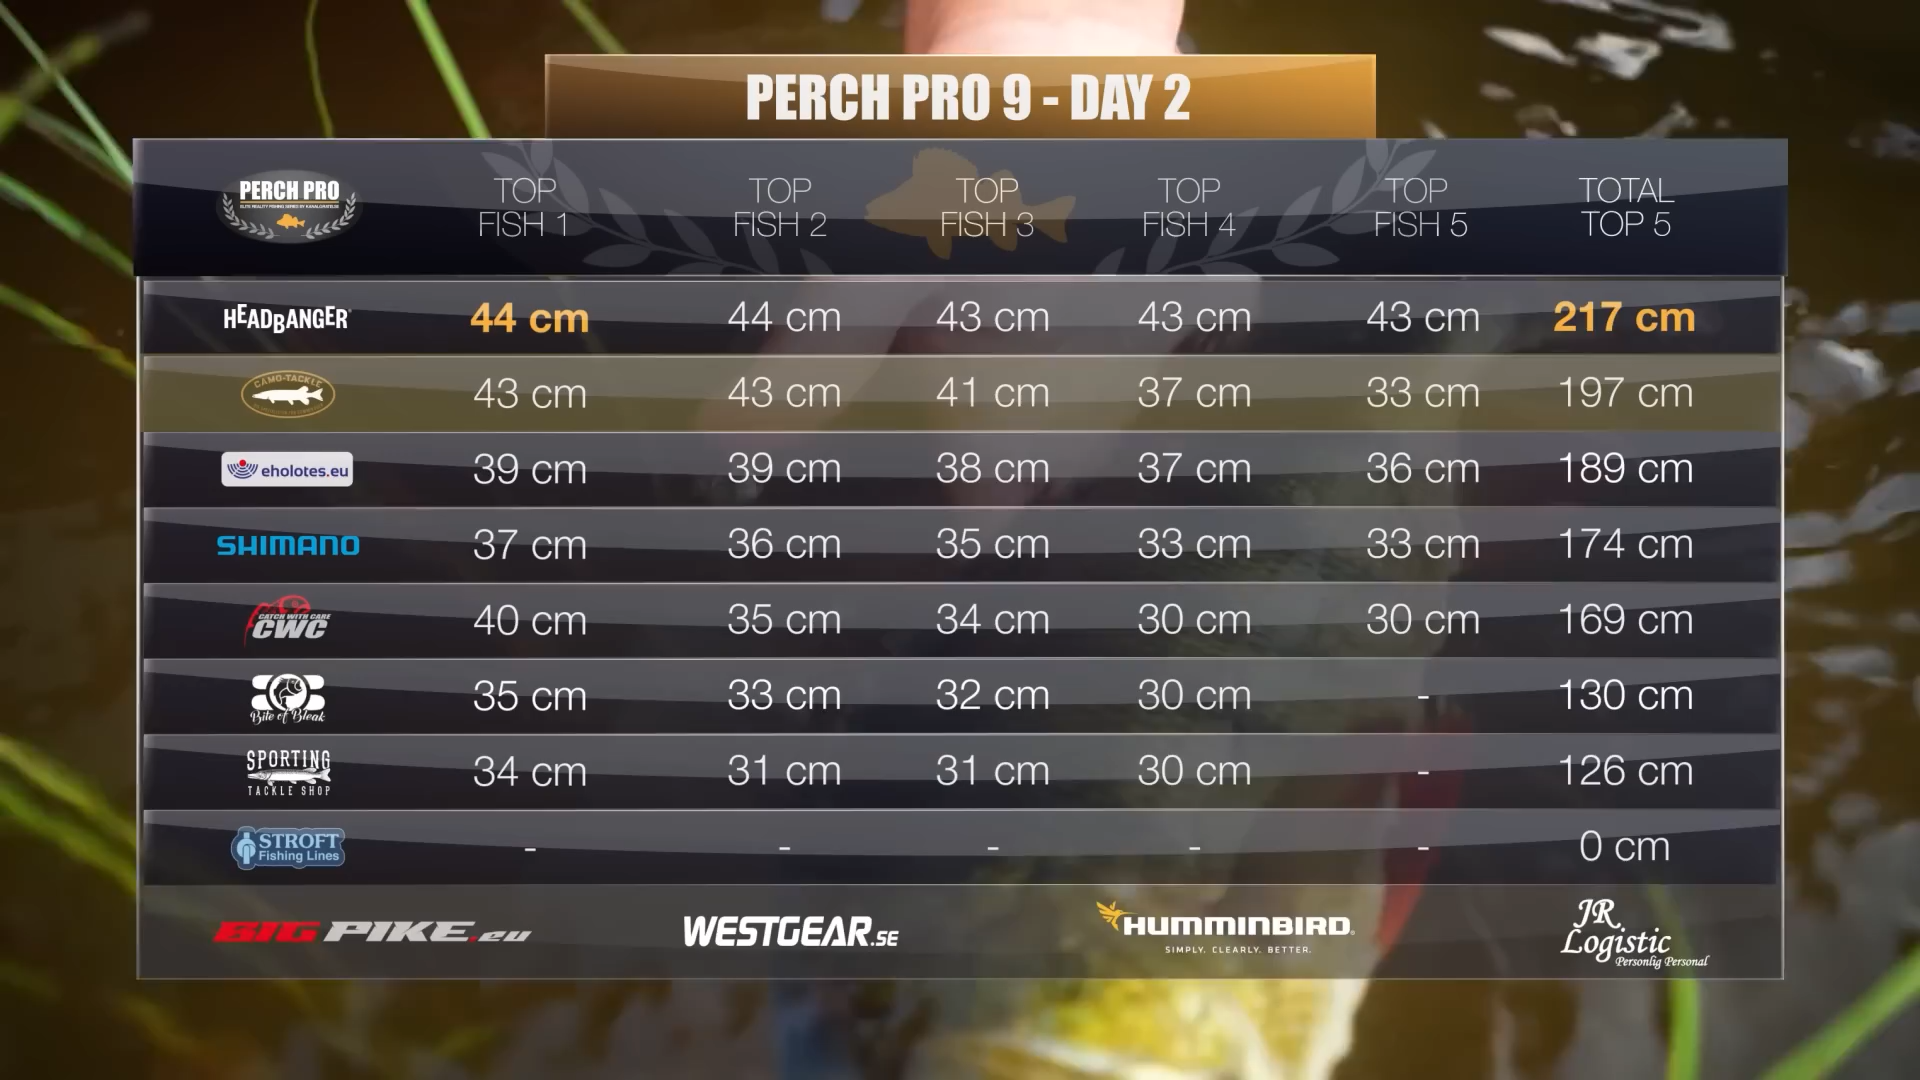 PERCH PRO 9 - DAY 2
PERCH PRO
TOP FISH 1
TOP FISH 2
TOP FISH 3
TOP FISH 4
TOP FISH 5
TOTAL TOP 5
HEADBANGER 44 cm 44 cm 43 cm 43 cm 43 cm 217 cm
CAMO-TACKLE 43 cm 43 cm 41 cm 37 cm 33 cm 197 cm
eholotes.eu 39 cm 39 cm 38 cm 37 cm 36 cm 189 cm
SHIMANO 37 cm 36 cm 35 cm 33 cm 33 cm 174 cm
CATCH WITH CARE
CWC 40 cm 35 cm 34 cm 30 cm 30 cm 169 cm
Bite of Bleak 35 cm 33 cm 32 cm 30 cm - 130 cm
SPORTING
TACKLE SHOP 34 cm 31 cm 31 cm 30 cm - 126 cm
STROFT
Fishing Lines - - - - - 0 cm
BIG PIKE.eu
WESTGEAR.SE
HUMMINBIRD
SIMPLY. CLEARLY. BETTER.
JR
Logistic
Personlig Personal